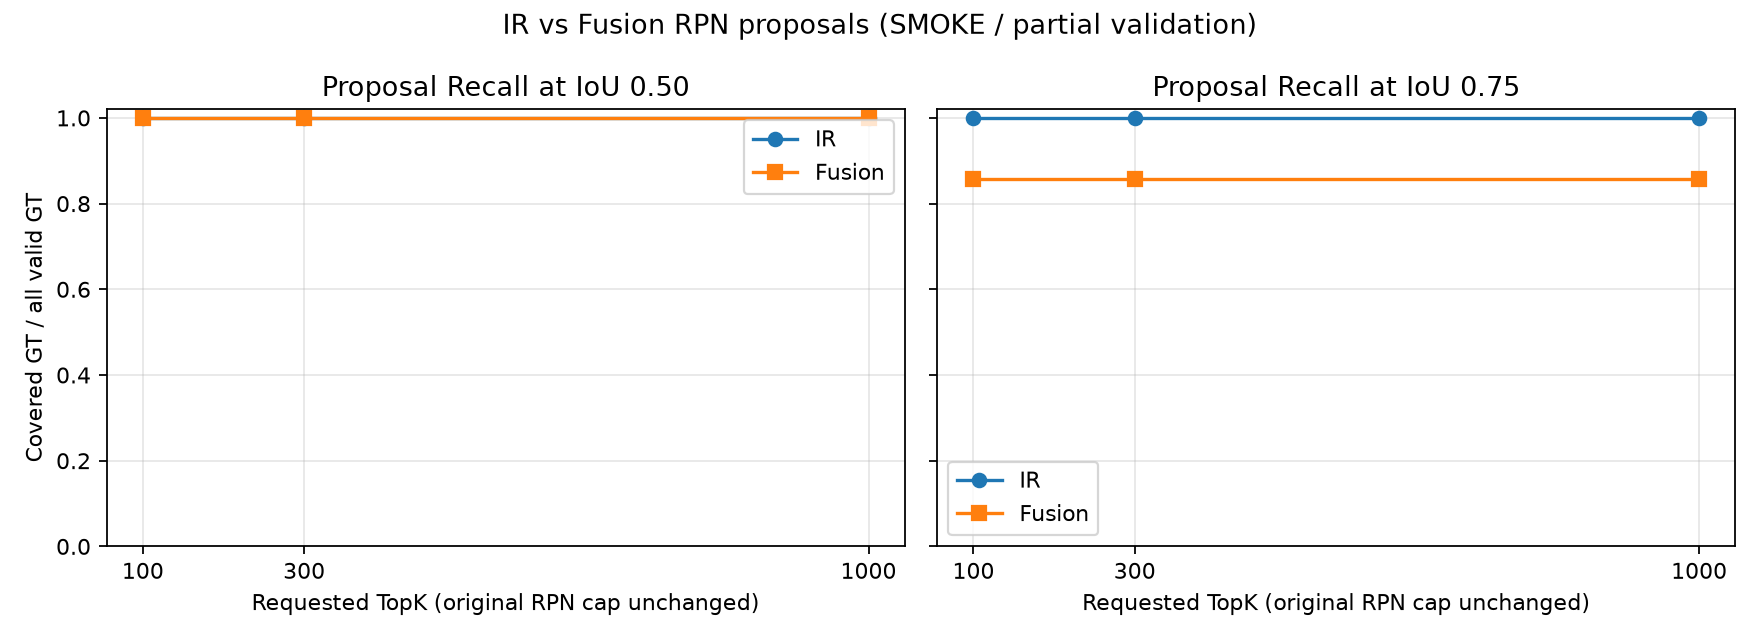 IR vs Fusion RPN proposals (SMOKE / partial validation)
Proposal Recall at IoU 0.50
Covered GT / all valid GT
1.0
0.8
0.6
0.4
0.2
0.0
IR
Fusion
100 300 1000
Requested TopK (original RPN cap unchanged)
Proposal Recall at IoU 0.75
IR
Fusion
100 300 1000
Requested TopK (original RPN cap unchanged)